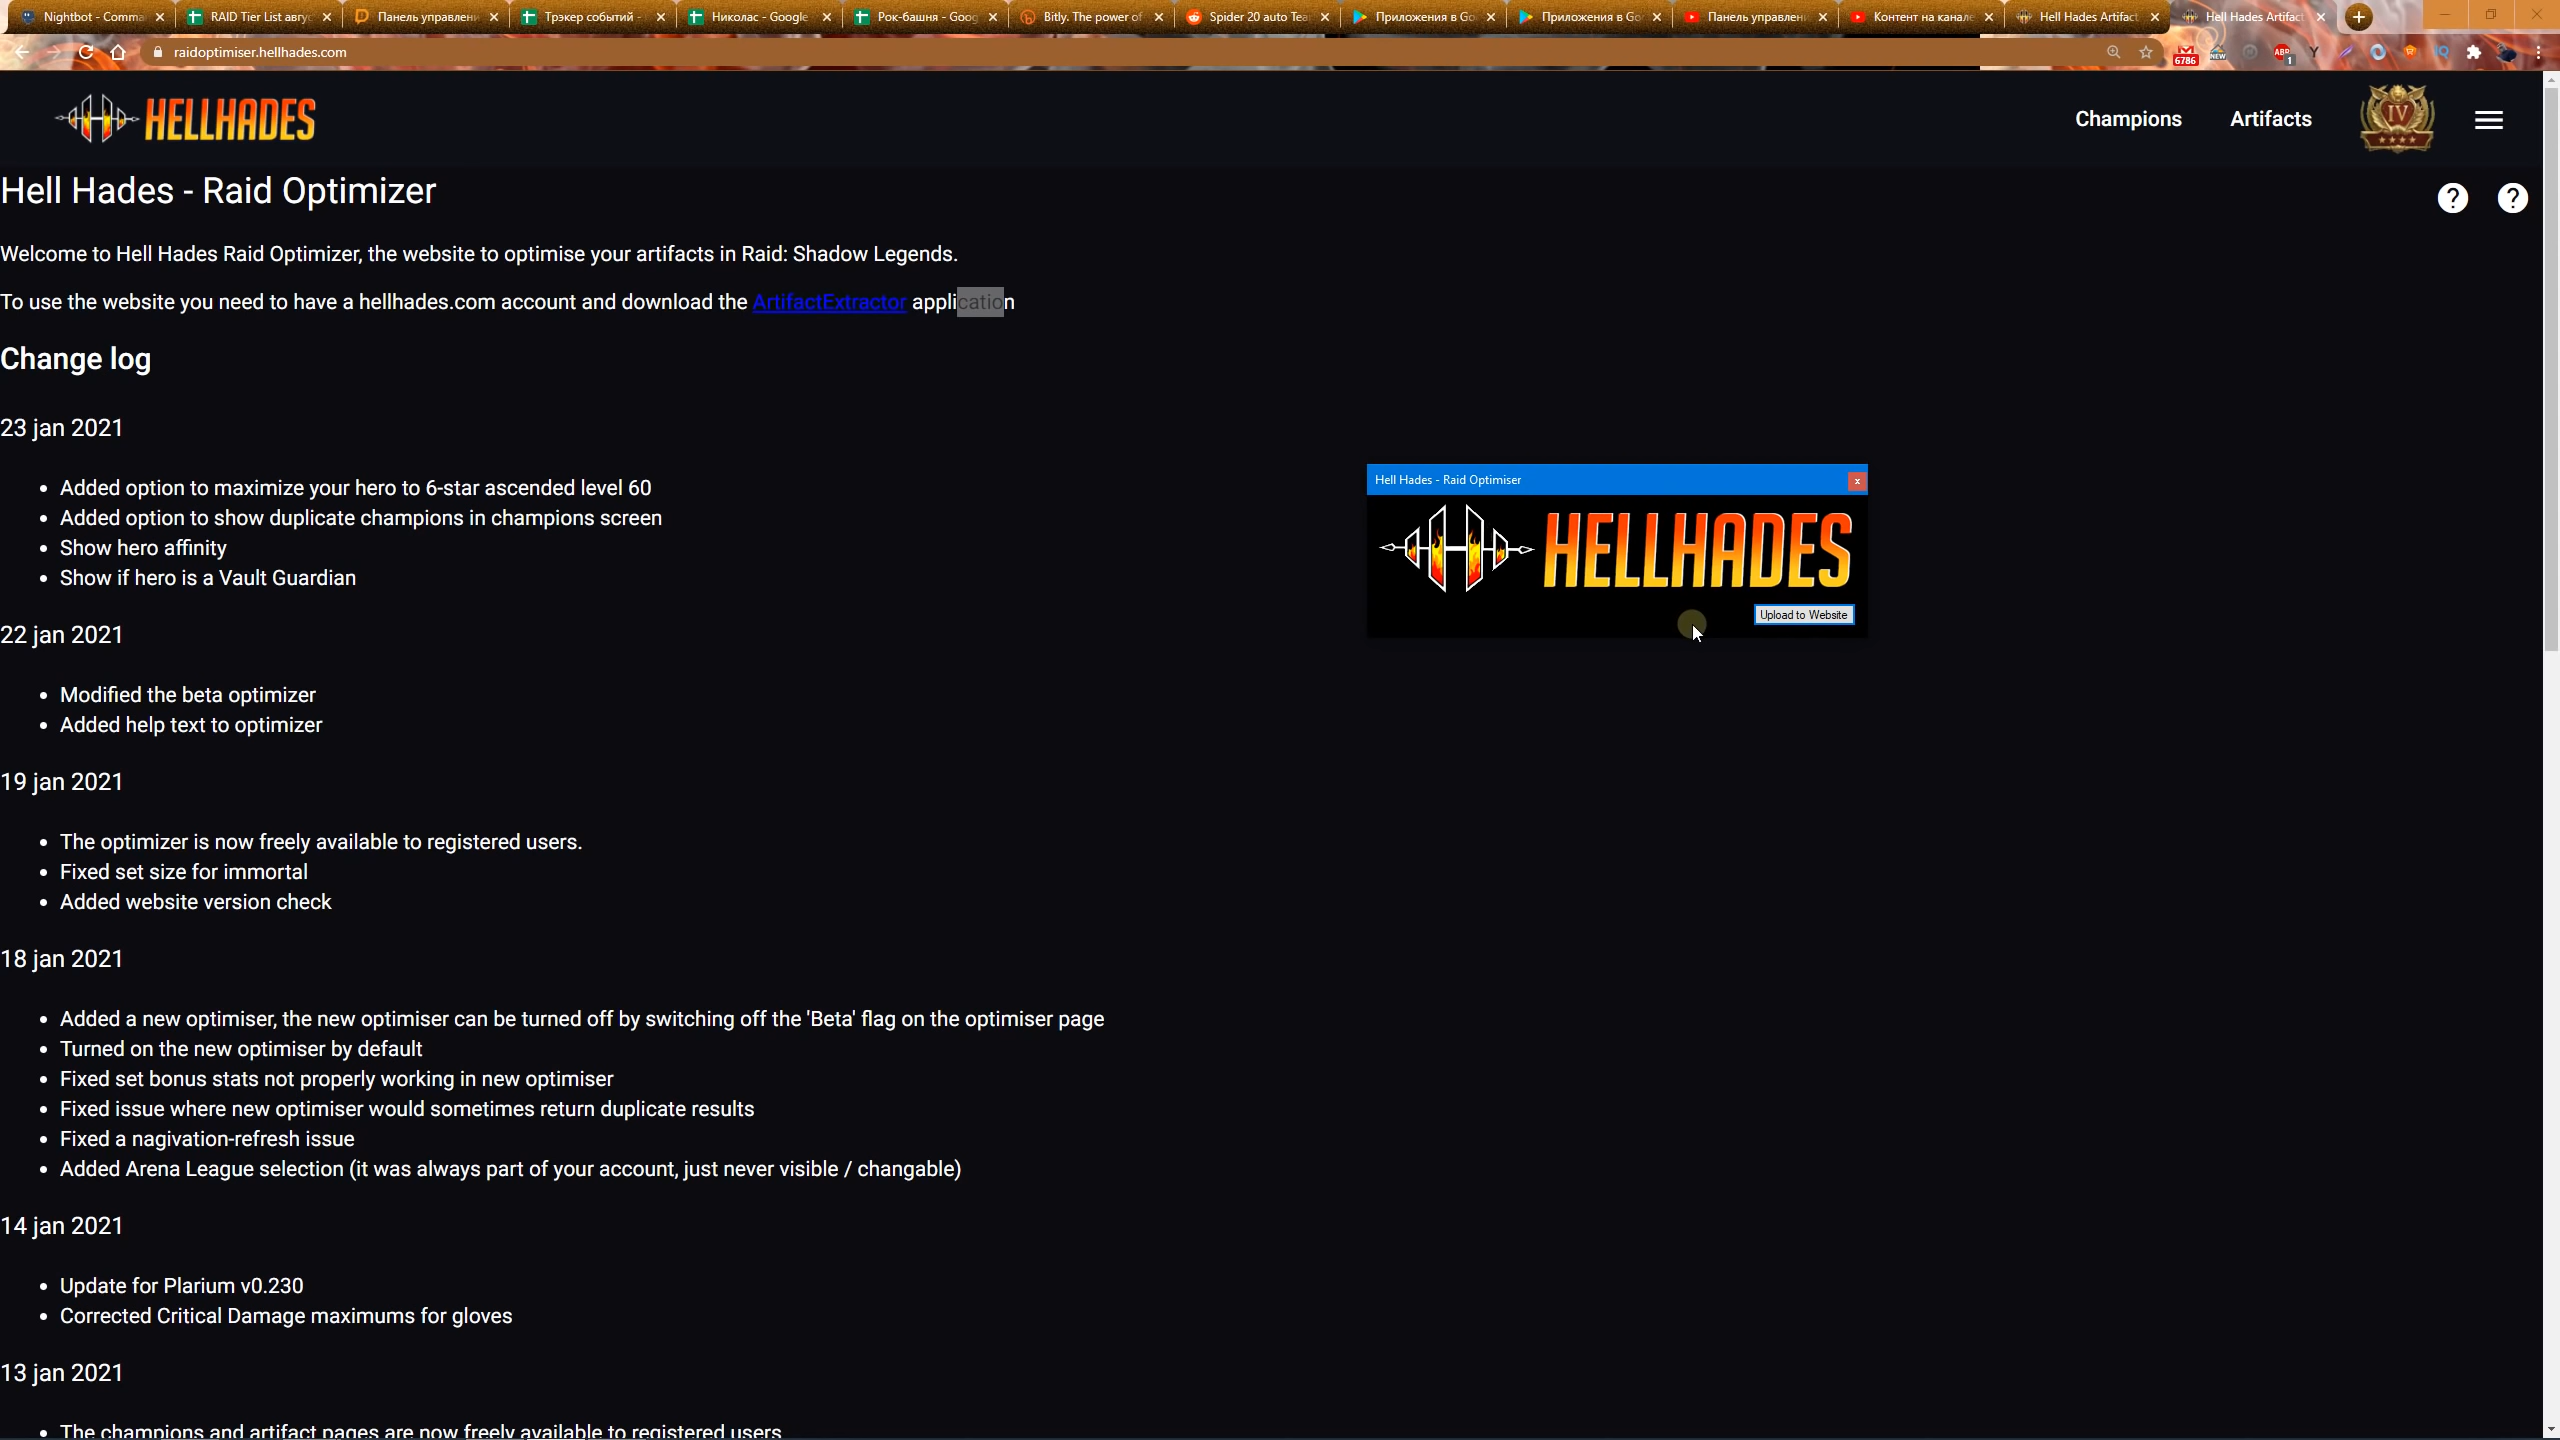 Nightbot - Comma
RAID Tier List авгус
Панель управлени
Трэкер событий -
Николас - Google
Рок-башня - Goog
Bitly. The power of
Spider 20 auto Tea
Приложения в Go
Приложения в Go
Панель управлени
Контент на канале
Hell Hades Artifact
Hell Hades Artifact
raidoptimiser.hellhades.com
6786
NEW
ABP
1
HELLHADES
Champions
Artifacts
IV
Hell Hades - Raid Optimizer
? ?
Welcome to Hell Hades Raid Optimizer, the website to optimise your artifacts in Raid: Shadow Legends.
To use the website you need to have a hellhades.com account and download the ArtifactExtractor application
Change log
23 jan 2021
• Added option to maximize your hero to 6-star ascended level 60
• Added option to show duplicate champions in champions screen
• Show hero affinity
• Show if hero is a Vault Guardian
Hell Hades - Raid Optimiser
x
HELLHADES
Upload to Website
22 jan 2021
• Modified the beta optimizer
• Added help text to optimizer
19 jan 2021
• The optimizer is now freely available to registered users.
• Fixed set size for immortal
• Added website version check
18 jan 2021
• Added a new optimiser, the new optimiser can be turned off by switching off the 'Beta' flag on the optimiser page
• Turned on the new optimiser by default
• Fixed set bonus stats not properly working in new optimiser
• Fixed issue where new optimiser would sometimes return duplicate results
• Fixed a nagivation-refresh issue
• Added Arena League selection (it was always part of your account, just never visible / changable)
14 jan 2021
• Update for Plarium v0.230
• Corrected Critical Damage maximums for gloves
13 jan 2021
• The champions and artifact pages are now freely available to registered users